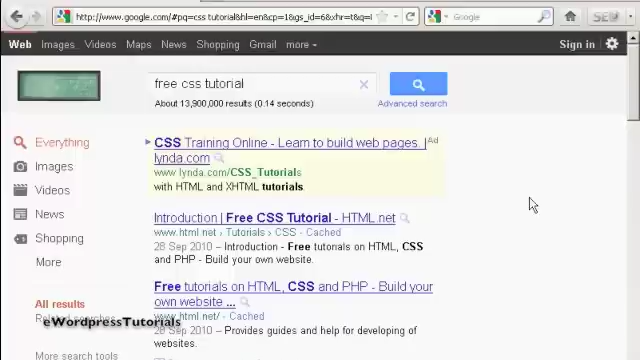 http://www.google.com/#pq=css tutorial&hl=en&cp=1&gs_id=6&xhr=t&q=l
Google
SEO
Web Images Videos Maps News Shopping Gmail more
Sign in
free css tutorial
About 13,900,000 results (0.14 seconds)
Advanced search
Everything
Images
Videos
News
Shopping
More
All results
Related searches
More search tools
CSS Training Online - Learn to build web pages. | Ad
lynda.com
www.lynda.com/CSS_Tutorials
with HTML and XHTML tutorials.
Introduction | Free CSS Tutorial - HTML.net
www.html.net › Tutorials › CSS - Cached
28 Sep 2010 – Introduction - Free tutorials on HTML, CSS
and PHP - Build your own website.
Free tutorials on HTML, CSS and PHP - Build your
own website ...
www.html.net/ - Cached
28 Sep 2010 – Provides guides and help for developing of
websites.
eWordpressTutorials